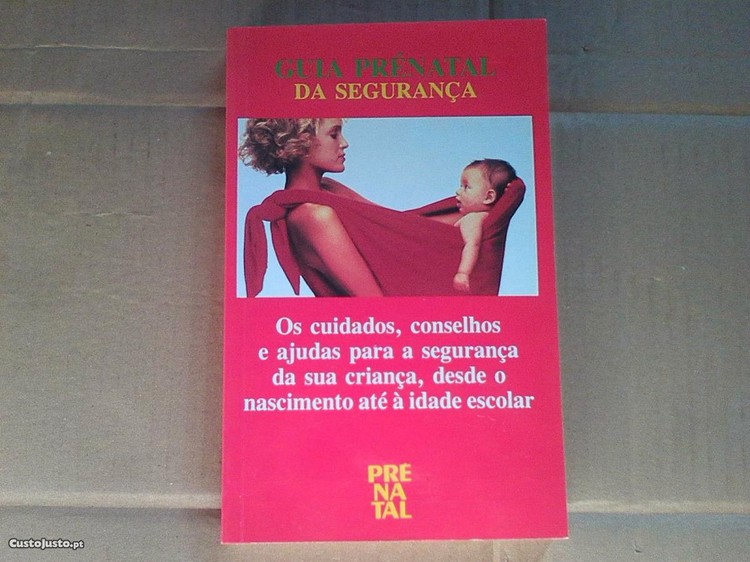 GUIA PRÉNATAL
DA SEGURANÇA
Os cuidados, conselhos
e ajudas para a segurança
da sua criança, desde o
nascimento até à idade escolar
PRÉ
NA
TAL
CustoJusto.pt